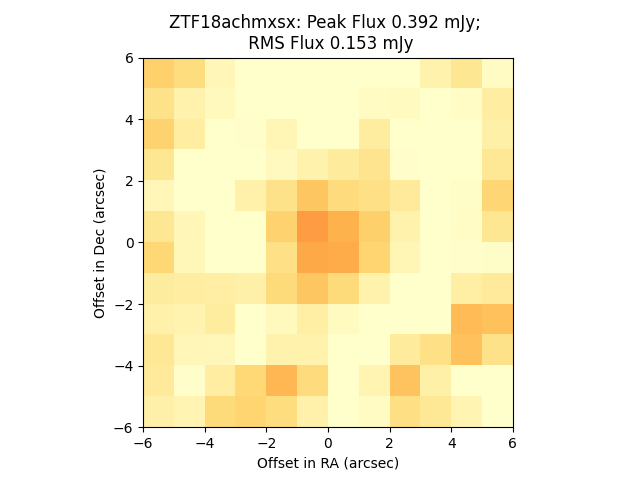 ZTF18achmxsx: Peak Flux 0.392 mJy;
RMS Flux 0.153 mJy
6
4
2
0
−2
−4
−6
Offset in Dec (arcsec)
−6 −4 −2 0 2 4 6
Offset in RA (arcsec)